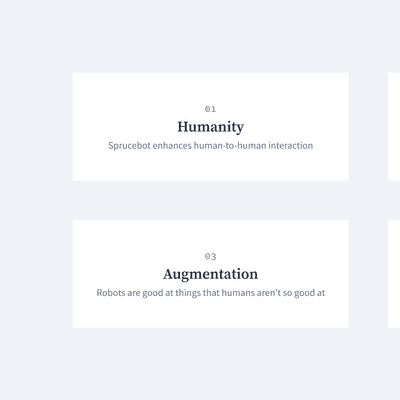 01
Humanity
Sprucebot enhances human-to-human interaction
03
Augmentation
Robots are good at things that humans aren't so good at